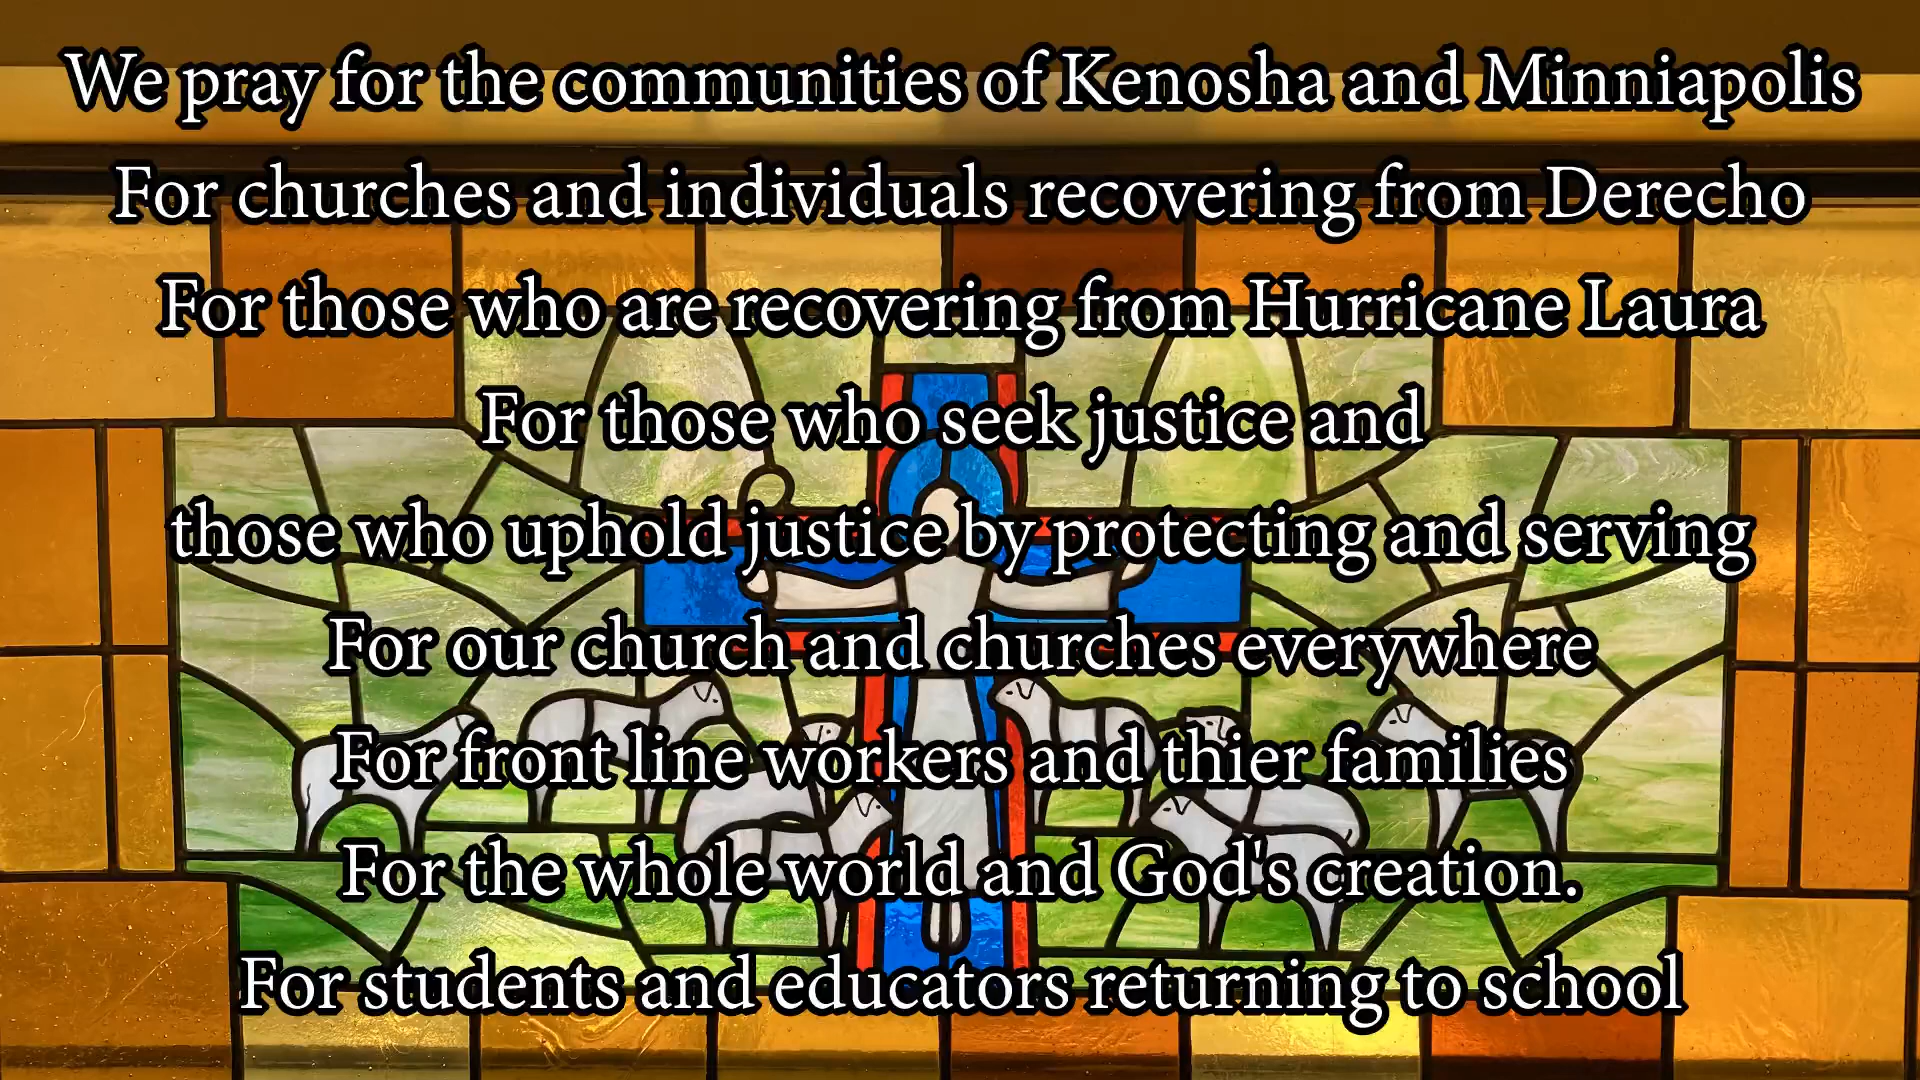 We pray for the communities of Kenosha and Minniapolis
For churches and individuals recovering from Derecho
For those who are recovering from Hurricane Laura
For those who seek justice and
those who uphold justice by protecting and serving
For our church and churches everywhere
For front line workers and thier families
For the whole world and God's creation.
For students and educators returning to school